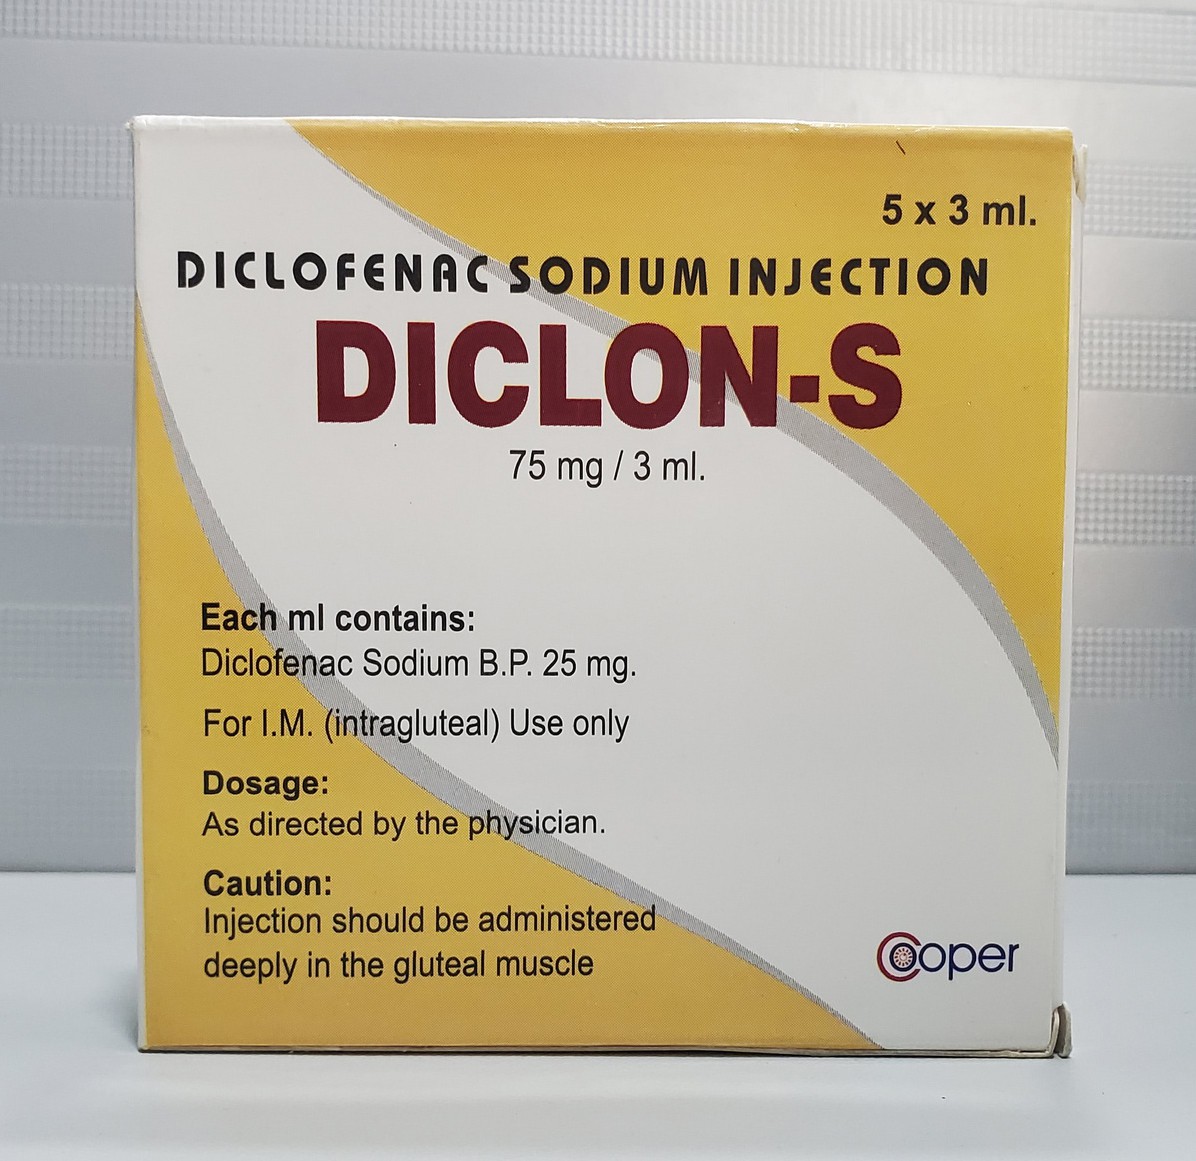 5 x 3 ml.
DICLOFENAC SODIUM INJECTION
DICLON-S
75 mg / 3 ml.
Each ml contains:
Diclofenac Sodium B.P. 25 mg.
For I.M. (intragluteal) Use only
Dosage:
As directed by the physician.
Caution:
Injection should be administered
deeply in the gluteal muscle
Cooper